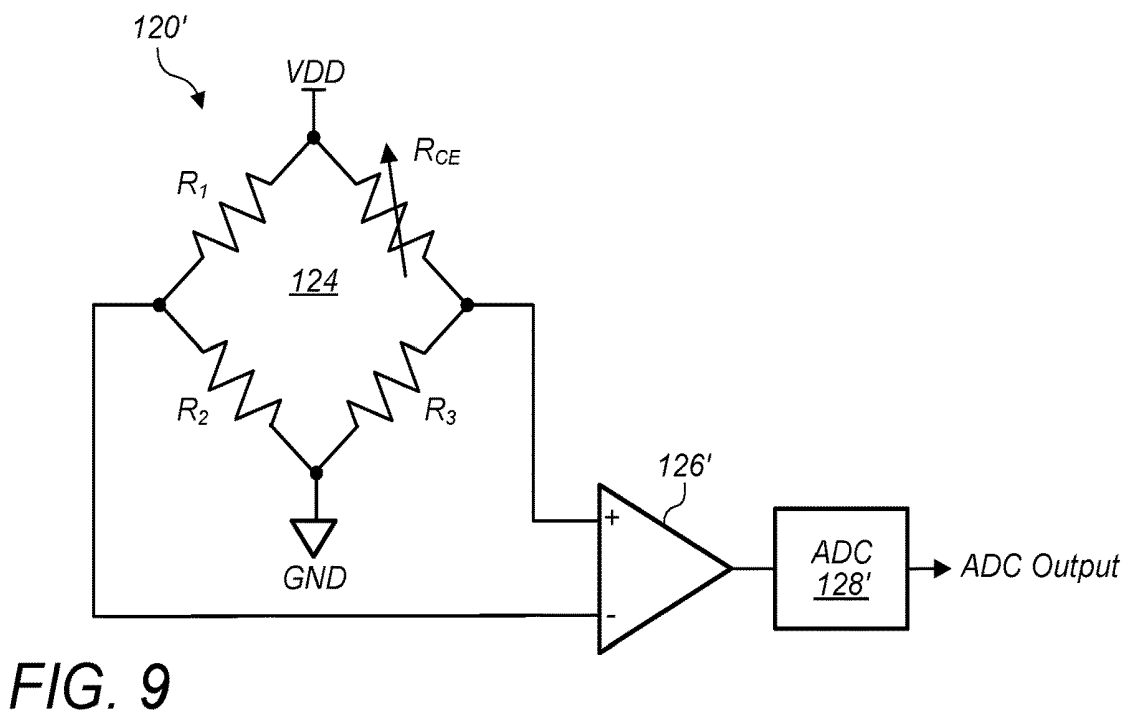 120'
VDD
R1
RCE
124
R2
R3
126'
+
-
GND
ADC
128'
ADC Output
FIG. 9